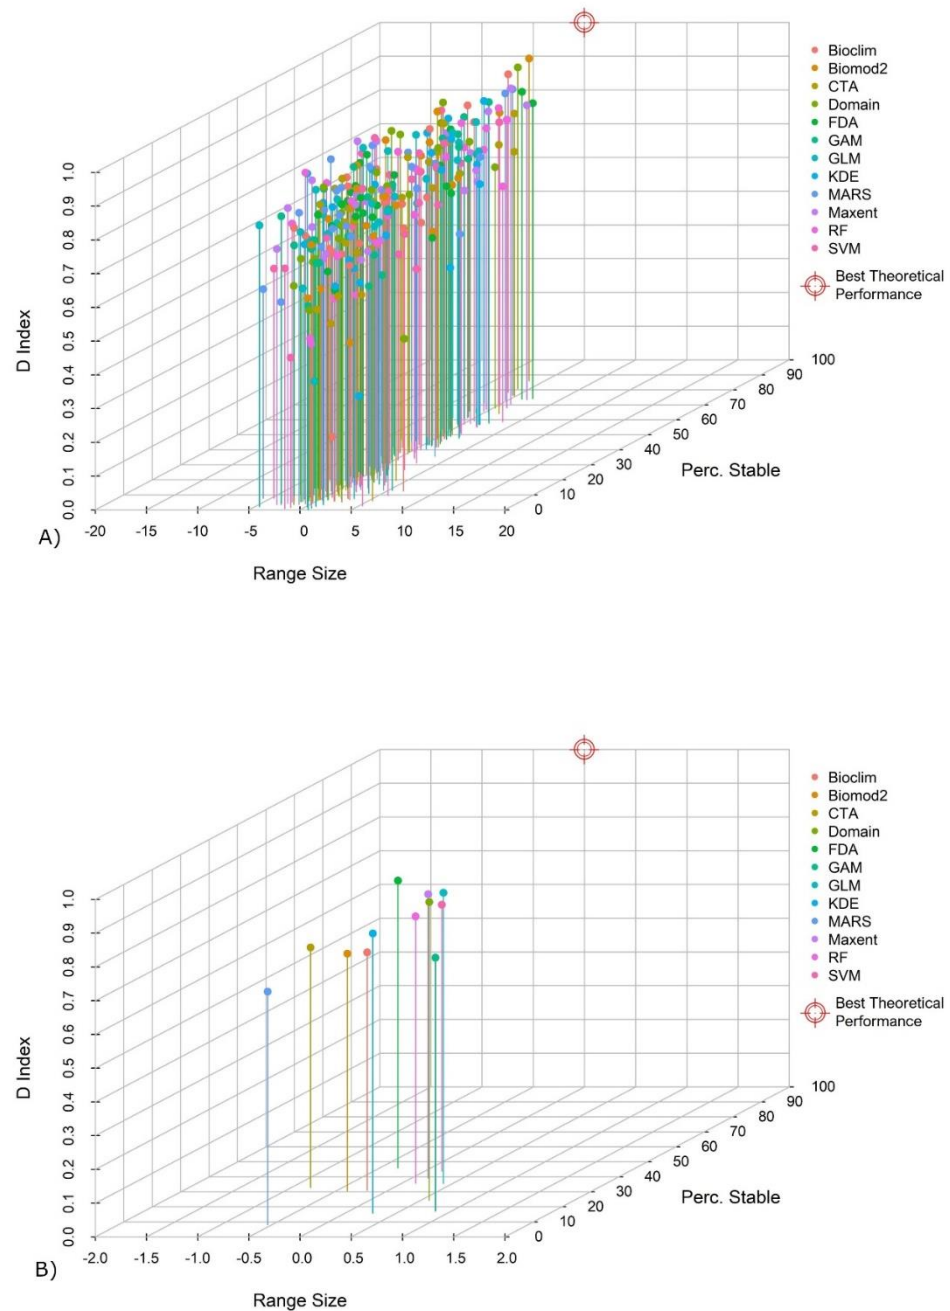 Bioclim
Biomod2
CTA
Domain
FDA
GAM
GLM
KDE
MARS
Maxent
RF
SVM
Best Theoretical
Performance
D Index
1.0
0.9
0.8
0.7
0.6
0.5
0.4
0.3
0.2
0.1
0.0
100
90
80
70
60
50
40
30
20
10
0
Perc. Stable
-20 -15 -10 -5 0 5 10 15 20
A)
Range Size
Bioclim
Biomod2
CTA
Domain
FDA
GAM
GLM
KDE
MARS
Maxent
RF
SVM
Best Theoretical
Performance
D Index
1.0
0.9
0.8
0.7
0.6
0.5
0.4
0.3
0.2
0.1
0.0
100
90
80
70
60
50
40
30
20
10
0
Perc. Stable
-2.0 -1.5 -1.0 -0.5 0.0 0.5 1.0 1.5 2.0
B)
Range Size